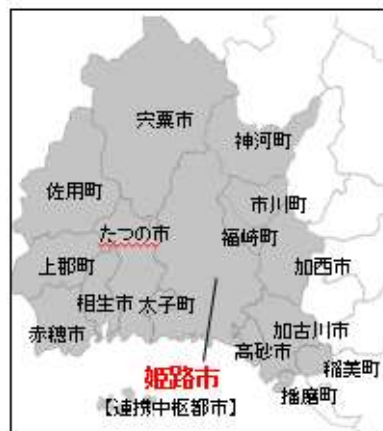 宍粟市
神河町
佐用町
市川町
たつの市
福崎町
上郡町
加西市
相生市
太子町
赤穂市
加古川市
高砂市
稲美町
姫路市
播磨町
【連携中枢都市】